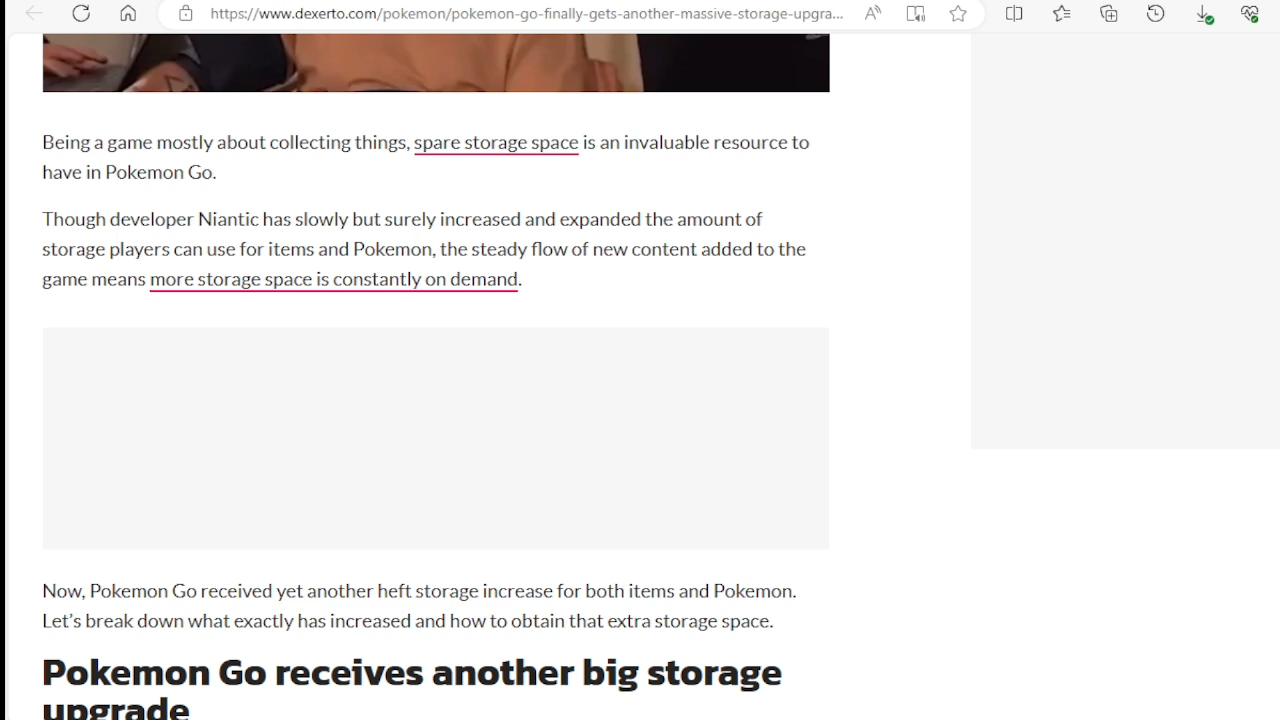 https://www.dexerto.com/pokemon/pokemon-go-finally-gets-another-massive-storage-upgra...
Being a game mostly about collecting things, spare storage space is an invaluable resource to
have in Pokemon Go.
Though developer Niantic has slowly but surely increased and expanded the amount of
storage players can use for items and Pokemon, the steady flow of new content added to the
game means more storage space is constantly on demand.
Now, Pokemon Go received yet another heft storage increase for both items and Pokemon.
Let’s break down what exactly has increased and how to obtain that extra storage space.
Pokemon Go receives another big storage
upgrade